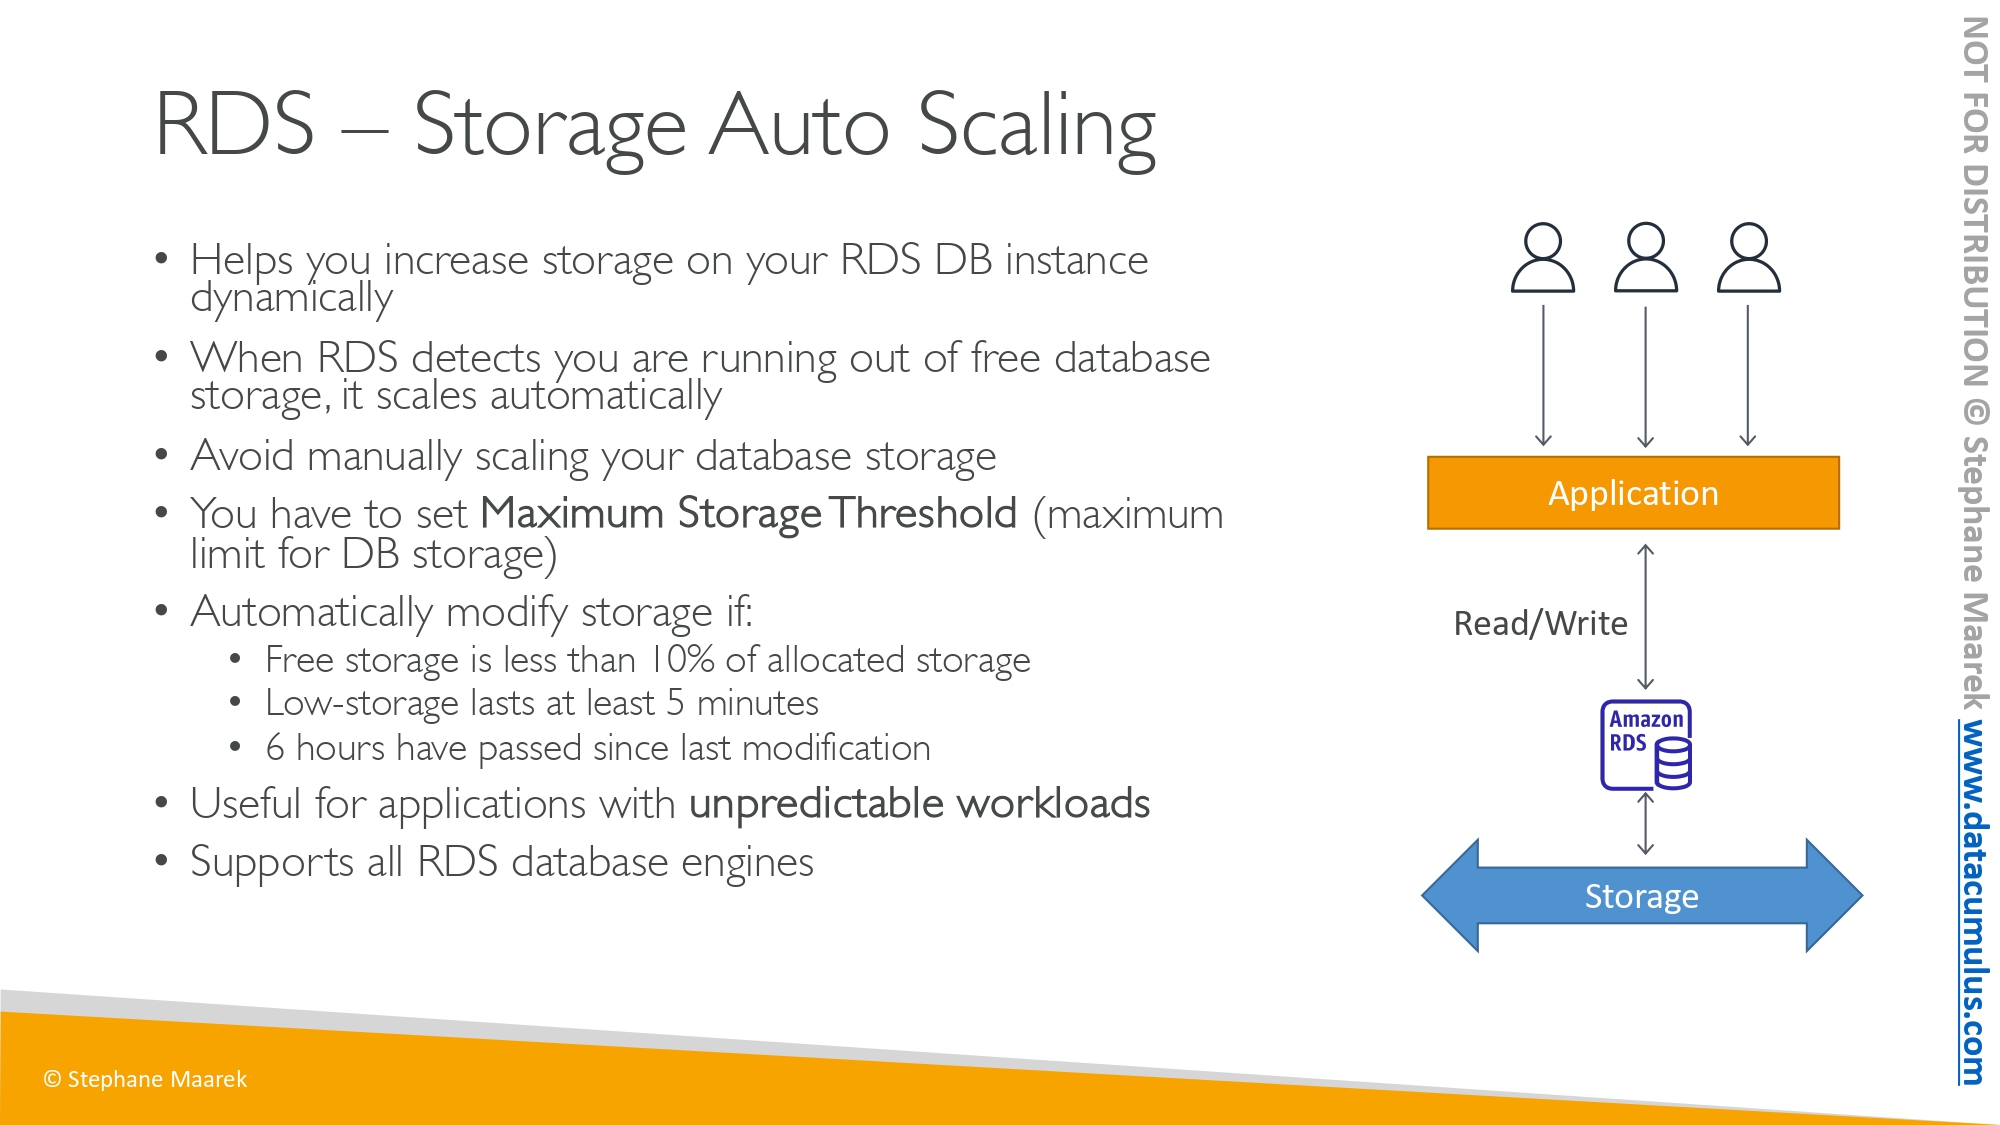 RDS – Storage Auto Scaling
• Helps you increase storage on your RDS DB instance
dynamically
• When RDS detects you are running out of free database
storage, it scales automatically
• Avoid manually scaling your database storage
• You have to set Maximum Storage Threshold (maximum
limit for DB storage)
• Automatically modify storage if:
• Free storage is less than 10% of allocated storage
• Low-storage lasts at least 5 minutes
• 6 hours have passed since last modification
• Useful for applications with unpredictable workloads
• Supports all RDS database engines
Application
Read/Write
Amazon
RDS
Storage
© Stephane Maarek
NOT FOR DISTRIBUTION © Stephane Maarek www.datacumulus.com